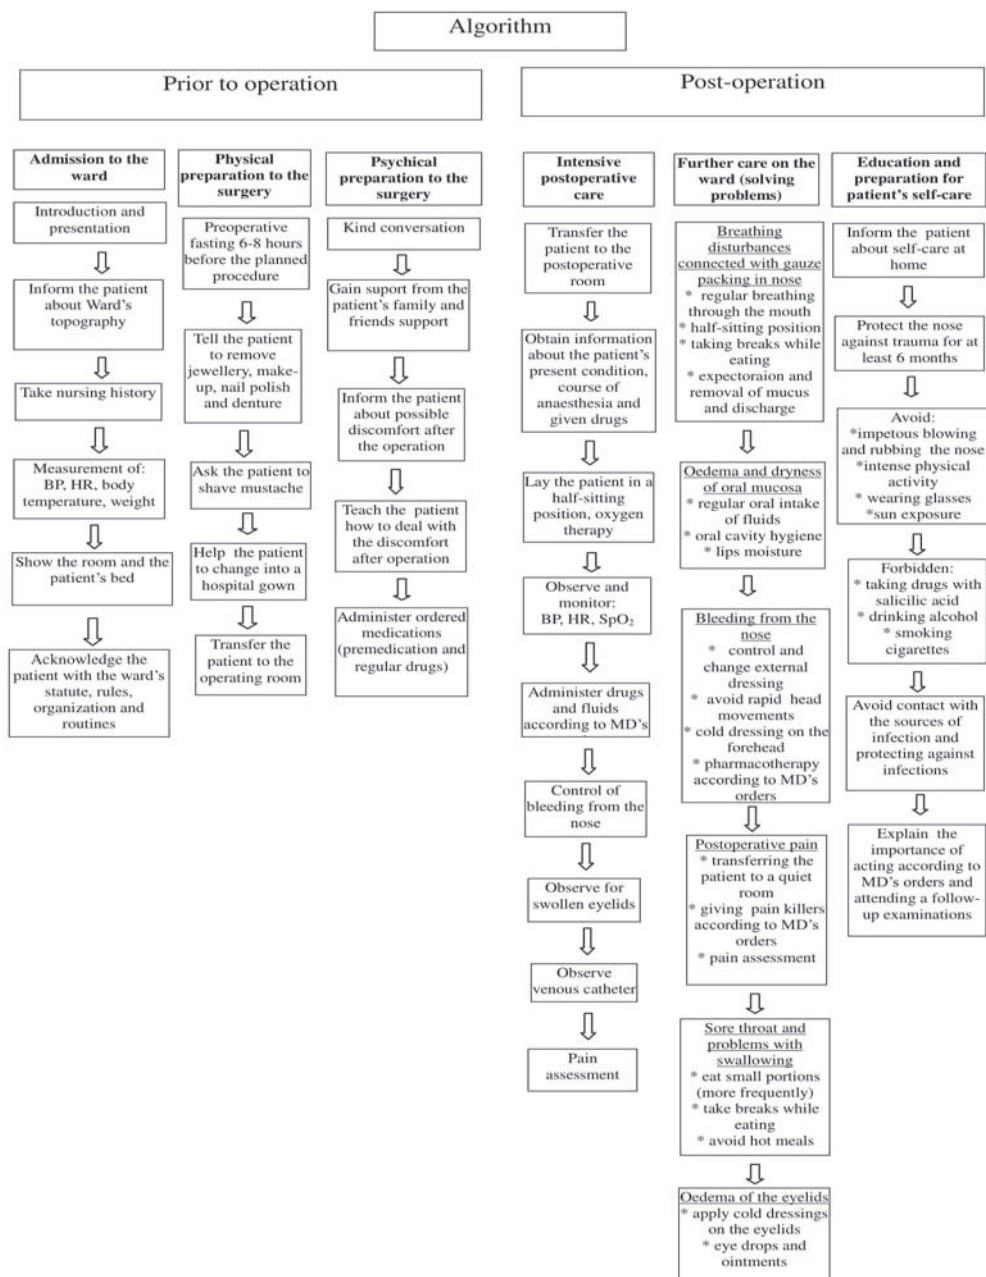 Algorithm
Prior to operation
Admission to the
ward
Introduction and
presentation
Inform the patient
about Ward's
topography
Take nursing history
Measurement of:
BP, HR, body
temperature, weight
Show the room and the
patient's bed
Acknowledge the
patient with the ward's
statute, rules,
organization and
routines
Physical
preparation to the
surgery
Preoperative
fasting 6-8 hours
before the planned
procedure
Tell the patient
to remove
jewellery, make-
up, nail polish
and denture
Ask the patient to
shave mustache
Help the patient
to change into a
hospital gown
Transfer the
patient to the
operating room
Psychical
preparation to the
surgery
Kind conversation
Gain suport from the
patient's family and
friends support
Inform the patient
about possible
discomfort after
the operation
Teach the patient
how to deal with
the discomfort
after operation
Administer ordered
medications
(premedication and
regular drugs)
Post-operation
Intensive
postoperative
care
Transfer the
patient to the
postoperative
room
Obtain information
about the patient's
present condition,
course of
anaesthesia and
given drugs
Lay the patient in a
half-sitting
position, oxygen
therapy
Observe and
monitor:
BP, HR, SpO₂
Administer drugs
and fluids
according to MD's
Control of
bleeding from the
nose
Observe for
swollen eyelids
Observe
venous catheter
Pain
assessment
Further care on the
ward (solving
problems)
Breathing
disturbances
connected with gauze
packing in nose
* regular breathing
through the mouth
* half-sitting position
* taking breaks while
eating
* expectoraion and
removal of mucus
and discharge
Oedema and dryness
of oral mucosa
* regular oral intake
of fluids
* oral cavity hygiene
* lips moisture
Bleeding from the
nose
* control and
change external
dressing
* avoid rapid head
movements
* cold dressing on the
forehead
* pharmacotherapy
according to MD's
orders
Postoperative pain
* transferring the
patient to a quiet
room
* giving pain killers
according to MD's
orders
* pain assessment
Sore throat and
problems with
swallowing
* eat small portions
(more frequently)
* take breaks while
eating
* avoid hot meals
Oedema of the eyelids
* apply cold dressings
on the eyelids
* eye drops and
ointments
Education and
preparation for
patient's self-care
Inform the patient
about self-care at
home
Protect the nose
against trauma for at
least 6 months
Avoid:
*impetous blowing
and rubbing the nose
*intense physical
activity
* wearing glasses
*sun exposure
Forbidden:
* taking drugs with
salicilic acid
* drinking alcohol
* smoking
cigarettes
Avoid contact with
the sources of
infection and
protecting against
infections
Explain the
importance of
acting according to
MD's orders and
attending a follow-
up examinations